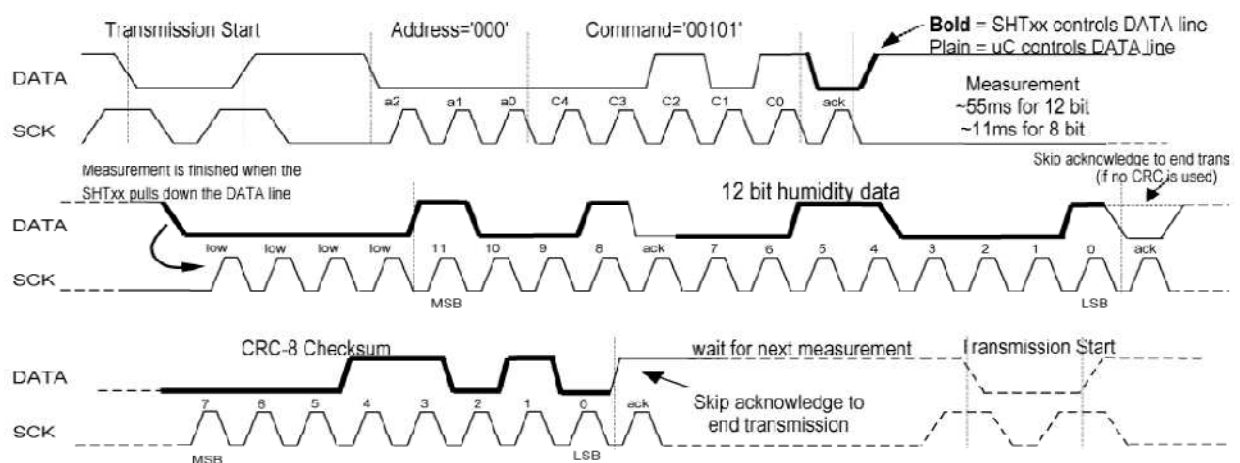 Transmission Start Address='000' Command='00101' Bold = SHTxx controls DATA line
Plain = uC controls DATA line
DATA
a2 a1 a0 C4 C3 C2 C1 C0 ack
SCK
Measurement
~55ms for 12 bit
~11ms for 8 bit
Measurement is finished when the
SHTxx pulls down the DATA line
12 bit humidity data
Skip acknowledge to end trans
(if no CRC is used)
DATA
low low low low 11 10 9 8 ack 7 6 5 4 3 2 1 0 ack
SCK
MSB LSB
CRC-8 Checksum wait for next measurement Transmission Start
DATA
Skip acknowledge to
end transmission
7 6 5 4 3 2 1 0 ack
SCK
MSB LSB